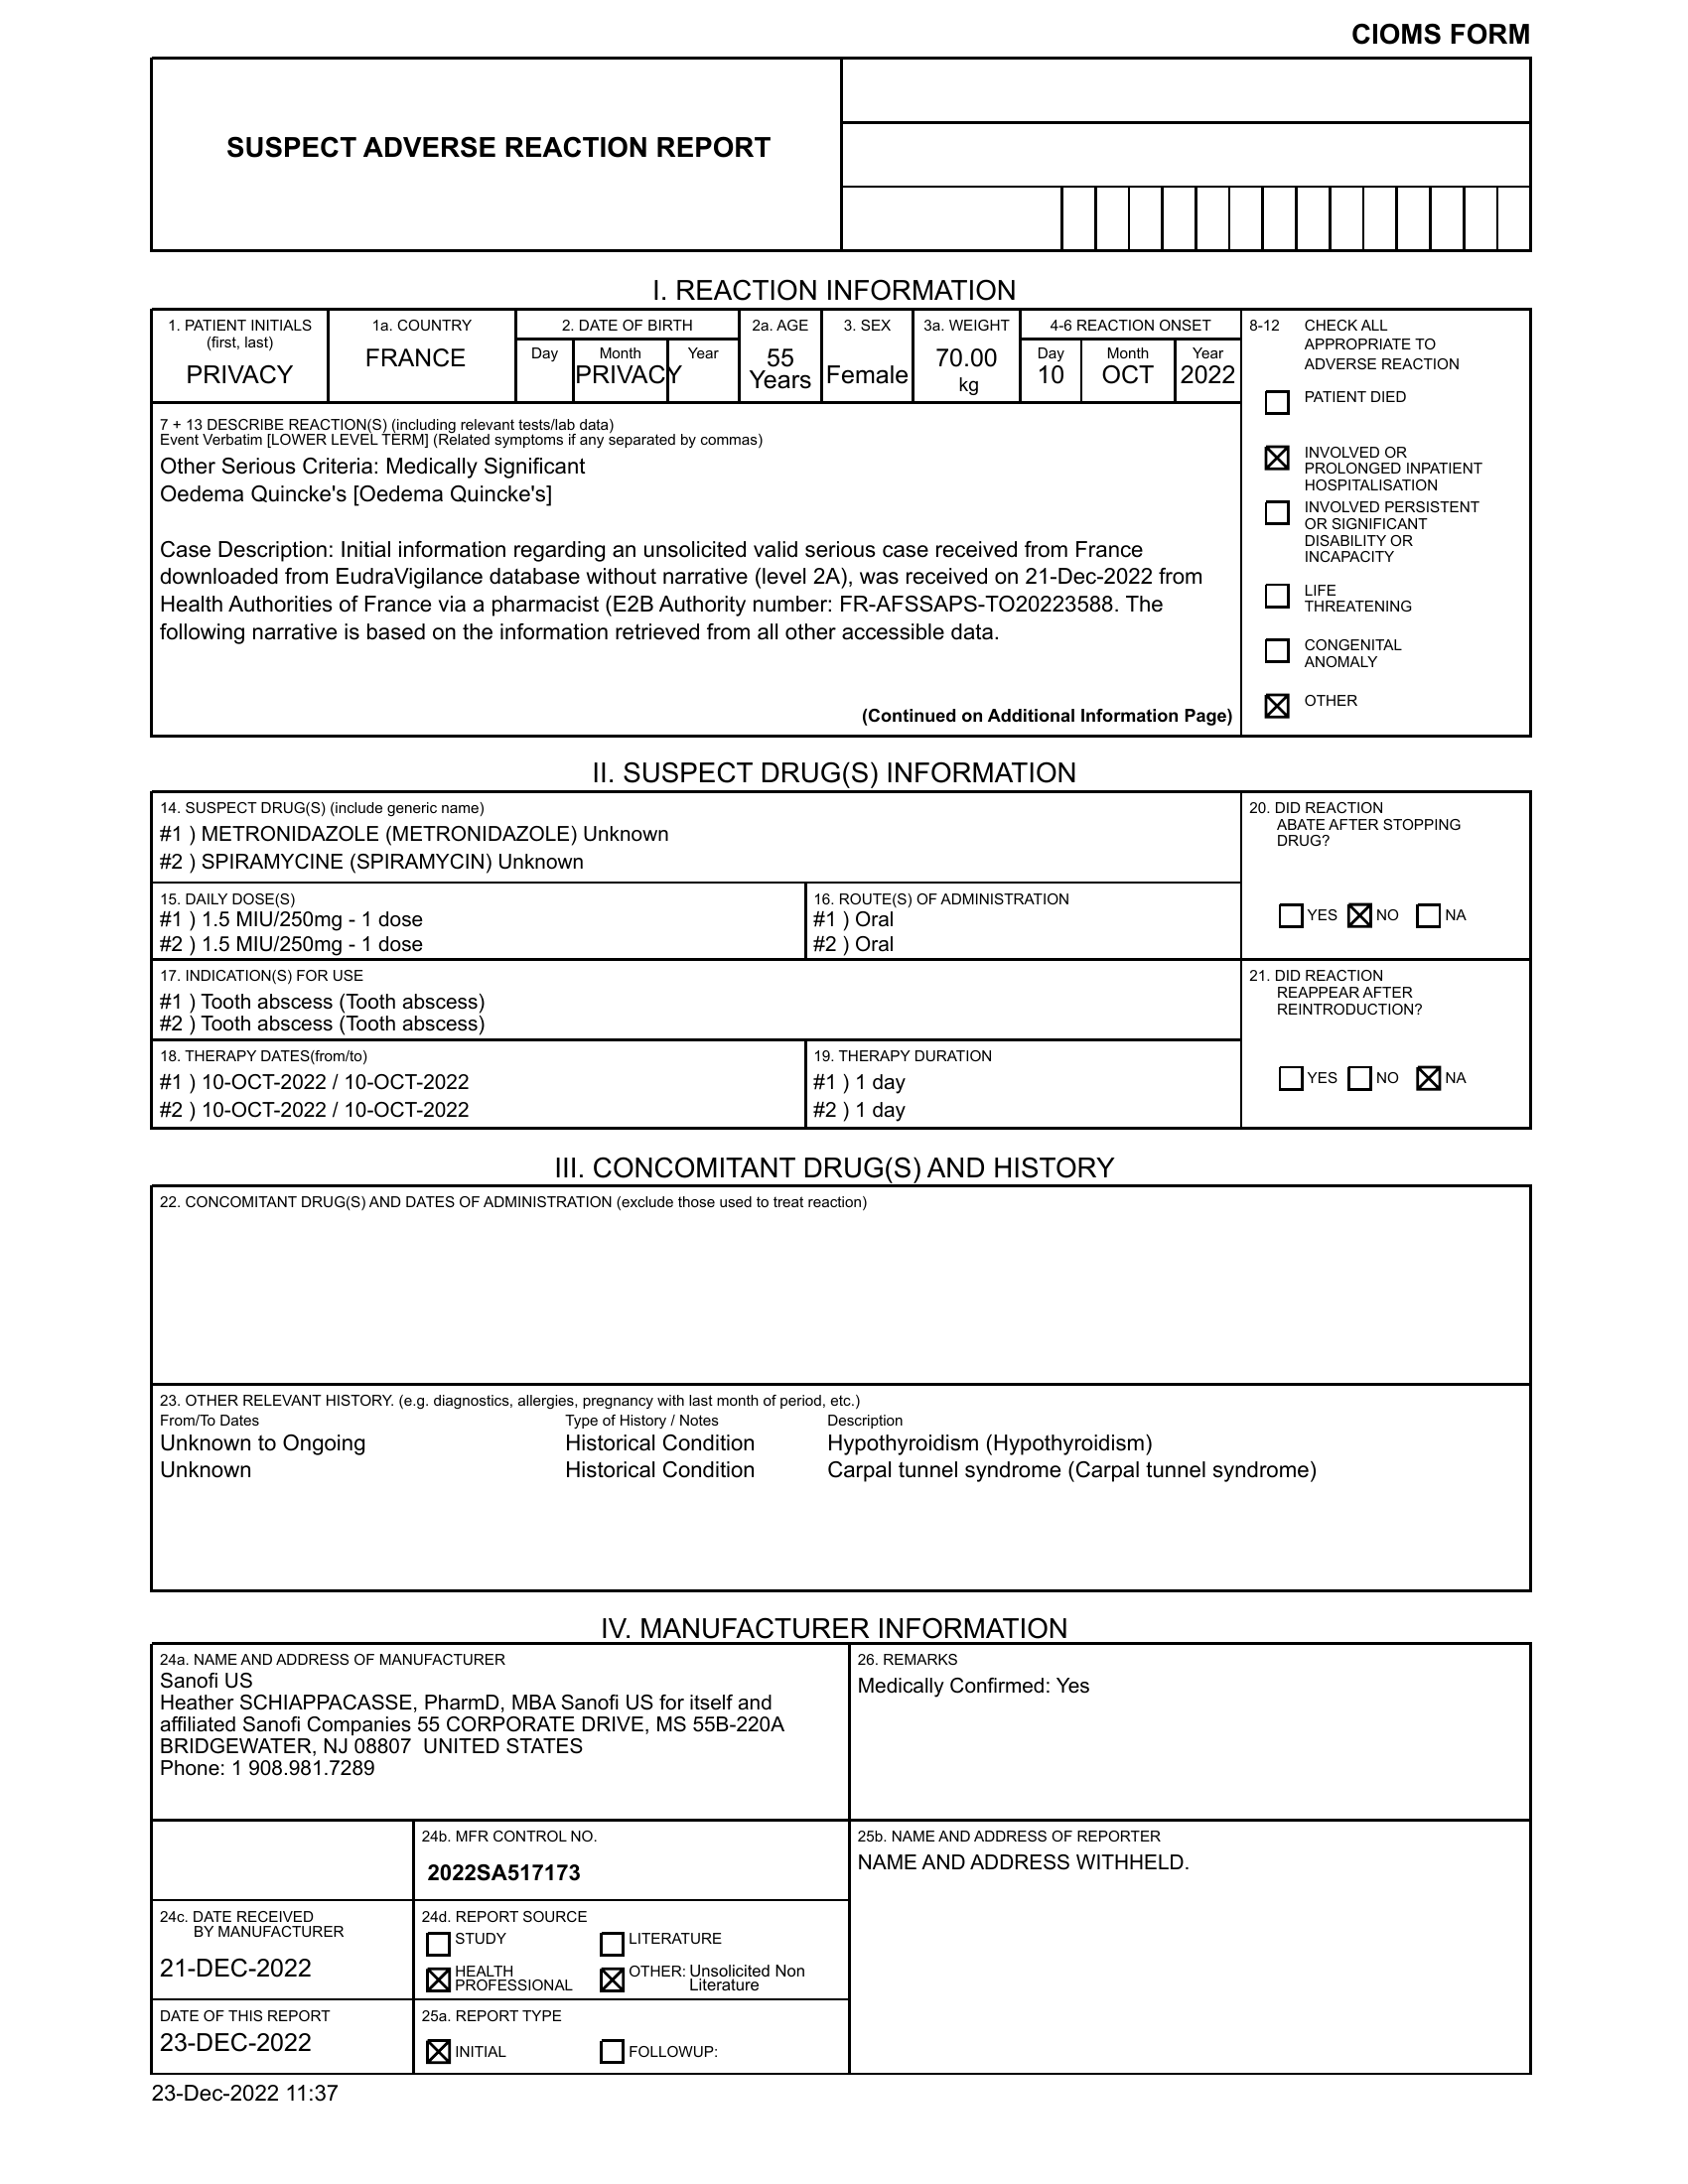 CIOMS FORM
SUSPECT ADVERSE REACTION REPORT
I. REACTION INFORMATION
1. PATIENT INITIALS
(first, last)
PRIVACY
1a. COUNTRY
FRANCE
2. DATE OF BIRTH
Day
Month
Year
PRIVACY
2a. AGE
55
Years
3. SEX
Female
3a. WEIGHT
70.00
kg
4-6 REACTION ONSET
Day
10
Month
OCT
Year
2022
8-12 CHECK ALL
APPROPRIATE TO
ADVERSE REACTION
PATIENT DIED
INVOLVED OR
PROLONGED INPATIENT
HOSPITALISATION
INVOLVED PERSISTENT
OR SIGNIFICANT
DISABILITY OR
INCAPACITY
LIFE
THREATENING
CONGENITAL
ANOMALY
OTHER
7 + 13 DESCRIBE REACTION(S) (including relevant tests/lab data)
Event Verbatim [LOWER LEVEL TERM] (Related symptoms if any separated by commas)
Other Serious Criteria: Medically Significant
Oedema Quincke's [Oedema Quincke's]
Case Description: Initial information regarding an unsolicited valid serious case received from France
downloaded from EudraVigilance database without narrative (level 2A), was received on 21-Dec-2022 from
Health Authorities of France via a pharmacist (E2B Authority number: FR-AFSSAPS-TO20223588. The
following narrative is based on the information retrieved from all other accessible data.
(Continued on Additional Information Page)
II. SUSPECT DRUG(S) INFORMATION
14. SUSPECT DRUG(S) (include generic name)
#1 ) METRONIDAZOLE (METRONIDAZOLE) Unknown
#2 ) SPIRAMYCINE (SPIRAMYCIN) Unknown
20. DID REACTION
ABATE AFTER STOPPING
DRUG?
YES NO NA
15. DAILY DOSE(S)
#1 ) 1.5 MIU/250mg - 1 dose
#2 ) 1.5 MIU/250mg - 1 dose
16. ROUTE(S) OF ADMINISTRATION
#1 ) Oral
#2 ) Oral
17. INDICATION(S) FOR USE
#1 ) Tooth abscess (Tooth abscess)
#2 ) Tooth abscess (Tooth abscess)
21. DID REACTION
REAPPEAR AFTER
REINTRODUCTION?
YES NO NA
18. THERAPY DATES(from/to)
#1 ) 10-OCT-2022 / 10-OCT-2022
#2 ) 10-OCT-2022 / 10-OCT-2022
19. THERAPY DURATION
#1 ) 1 day
#2 ) 1 day
III. CONCOMITANT DRUG(S) AND HISTORY
22. CONCOMITANT DRUG(S) AND DATES OF ADMINISTRATION (exclude those used to treat reaction)
23. OTHER RELEVANT HISTORY. (e.g. diagnostics, allergies, pregnancy with last month of period, etc.)
From/To Dates Type of History / Notes Description
Unknown to Ongoing Historical Condition Hypothyroidism (Hypothyroidism)
Unknown Historical Condition Carpal tunnel syndrome (Carpal tunnel syndrome)
IV. MANUFACTURER INFORMATION
24a. NAME AND ADDRESS OF MANUFACTURER
Sanofi US
Heather SCHIAPPACASSE, PharmD, MBA Sanofi US for itself and
affiliated Sanofi Companies 55 CORPORATE DRIVE, MS 55B-220A
BRIDGEWATER, NJ 08807 UNITED STATES
Phone: 1 908.981.7289
26. REMARKS
Medically Confirmed: Yes
24b. MFR CONTROL NO.
2022SA517173
25b. NAME AND ADDRESS OF REPORTER
NAME AND ADDRESS WITHHELD.
24c. DATE RECEIVED
BY MANUFACTURER
21-DEC-2022
24d. REPORT SOURCE
STUDY LITERATURE
HEALTH
PROFESSIONAL
OTHER: Unsolicited Non
Literature
DATE OF THIS REPORT
23-DEC-2022
25a. REPORT TYPE
INITIAL FOLLOWUP:
23-Dec-2022 11:37